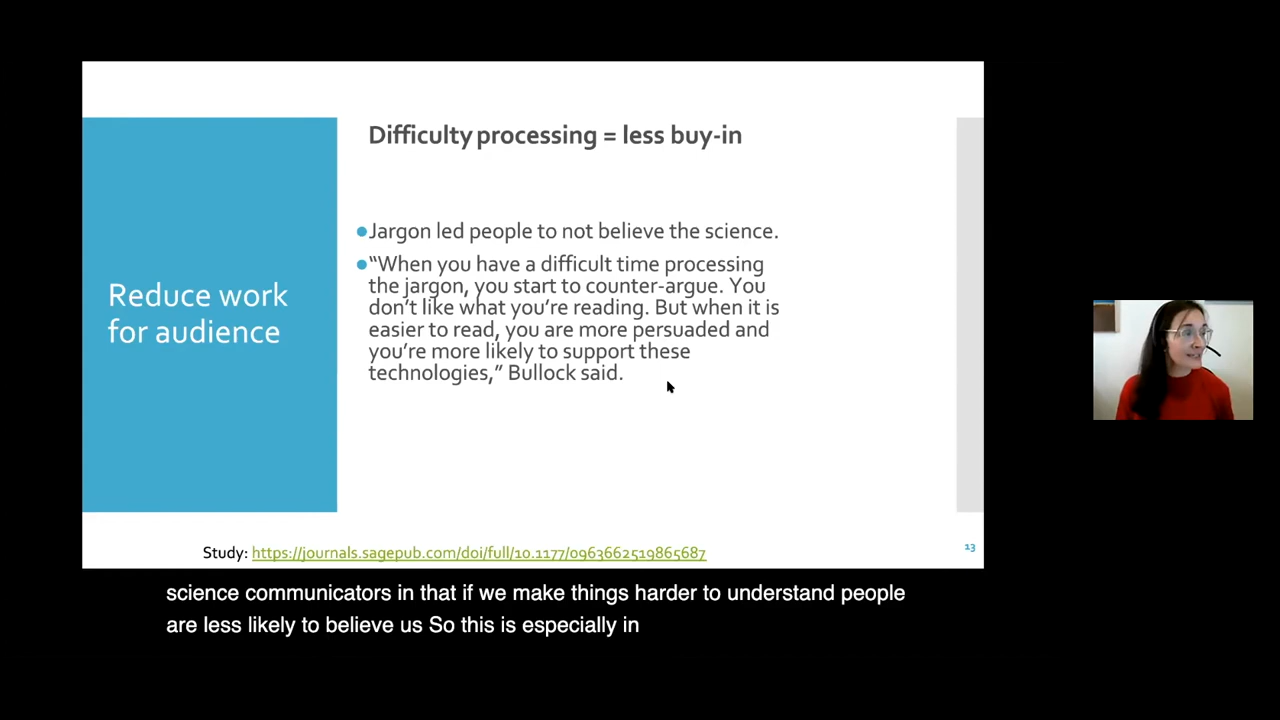 Difficulty processing = less buy-in
Reduce work
for audience
●Jargon led people to not believe the science.
●“When you have a difficult time processing
the jargon, you start to counter-argue. You
don’t like what you’re reading. But when it is
easier to read, you are more persuaded and
you’re more likely to support these
technologies,” Bullock said.
Study: https://journals.sagepub.com/doi/full/10.1177/0963662519865687
13
science communicators in that if we make things harder to understand people
are less likely to believe us So this is especially in